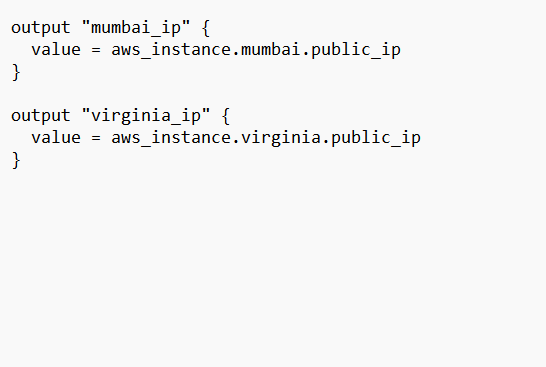 output "mumbai_ip" {
  value = aws_instance.mumbai.public_ip
}

output "virginia_ip" {
  value = aws_instance.virginia.public_ip
}